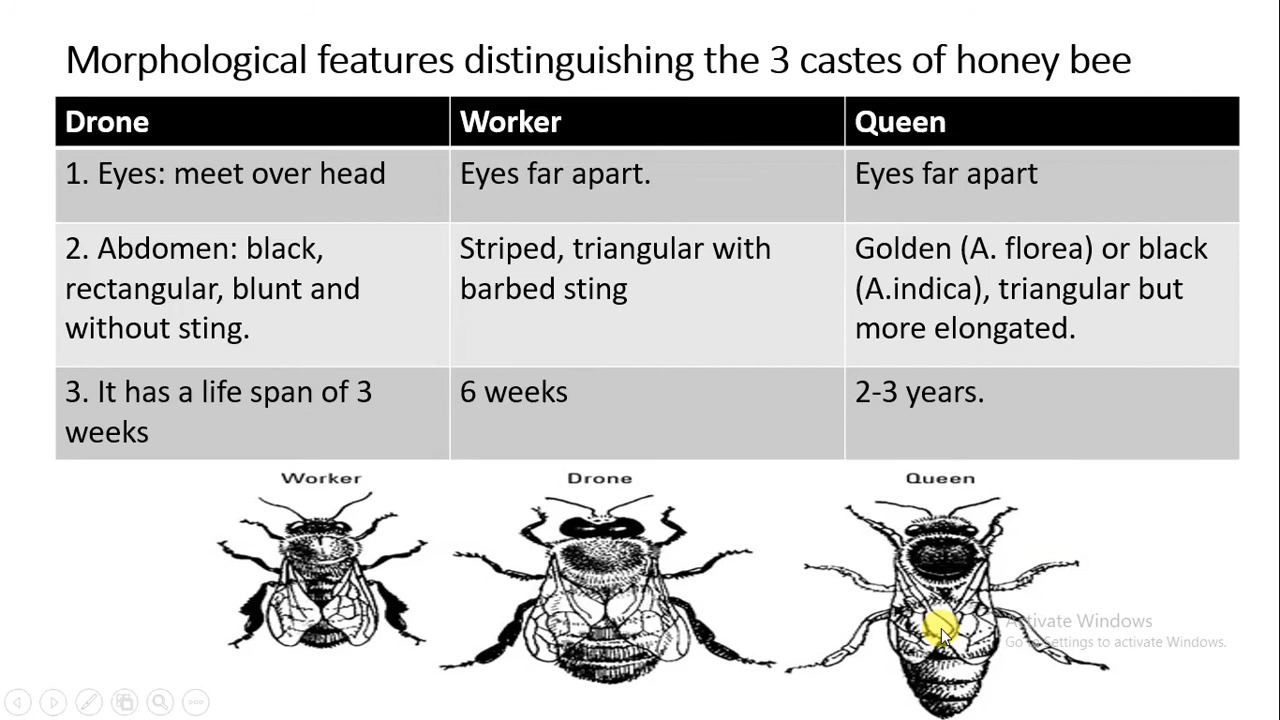 Morphological features distinguishing the 3 castes of honey bee
Drone
Worker
Queen
1. Eyes: meet over head
Eyes far apart.
Eyes far apart
2. Abdomen: black,
rectangular, blunt and
without sting.
Striped, triangular with
barbed sting
Golden (A. florea) or black
(A.indica), triangular but
more elongated.
3. It has a life span of 3
weeks
6 weeks
2-3 years.
Worker
Drone
Queen
Activate Windows
Go to Settings to activate Windows.